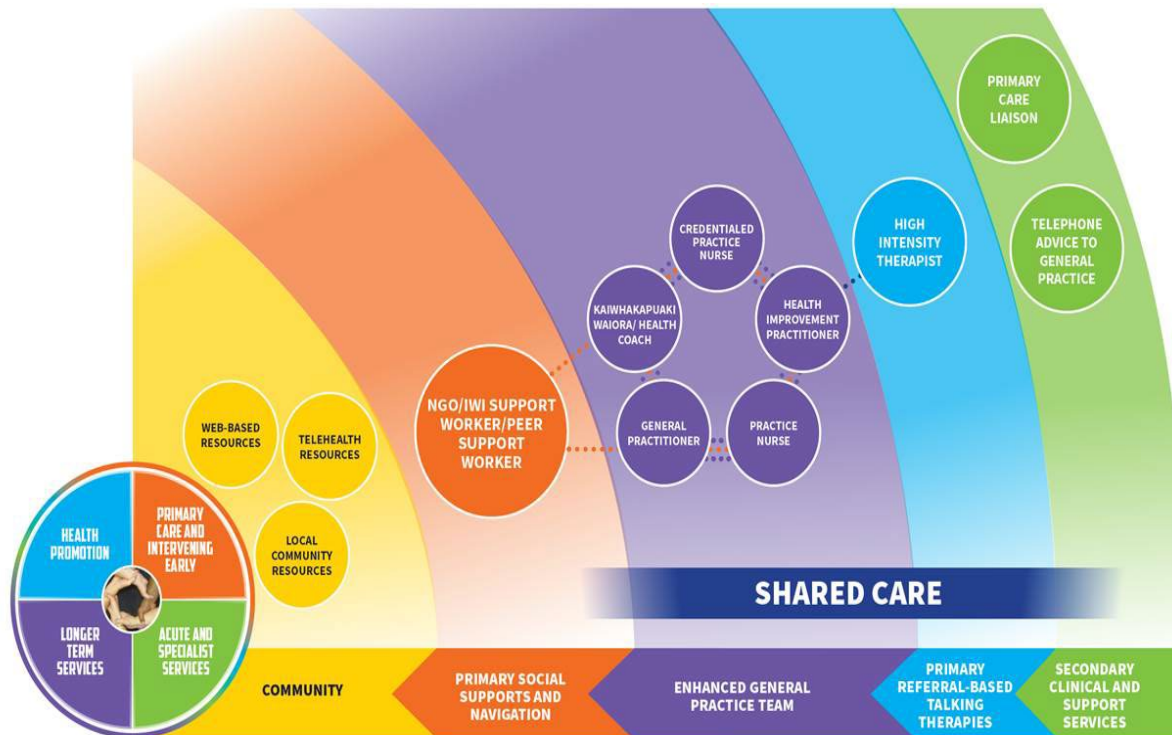 PRIMARY
CARE
LIAISON
TELEPHONE
ADVICE TO
GENERAL
PRACTICE
HIGH
INTENSITY
THERAPIST
CREDENTIALED
PRACTICE
NURSE
KAIWHAKAPUAKI
WAIORA/ HEALTH
COACH
HEALTH
IMPROVEMENT
PRACTITIONER
GENERAL
PRACTITIONER
PRACTICE
NURSE
NGO/IWI SUPPORT
WORKER/PEER
SUPPORT
WORKER
WEB-BASED
RESOURCES
TELEHEALTH
RESOURCES
LOCAL
COMMUNITY
RESOURCES
HEALTH
PROMOTION
PRIMARY
CARE AND
INTERVENING
EARLY
LONGER
TERM
SERVICES
ACUTE AND
SPECIALIST
SERVICES
SHARED CARE
COMMUNITY
PRIMARY SOCIAL
SUPPORTS AND
NAVIGATION
ENHANCED GENERAL
PRACTICE TEAM
PRIMARY
REFERRAL-BASED
TALKING
THERAPIES
SECONDARY
CLINICAL AND
SUPPORT
SERVICES